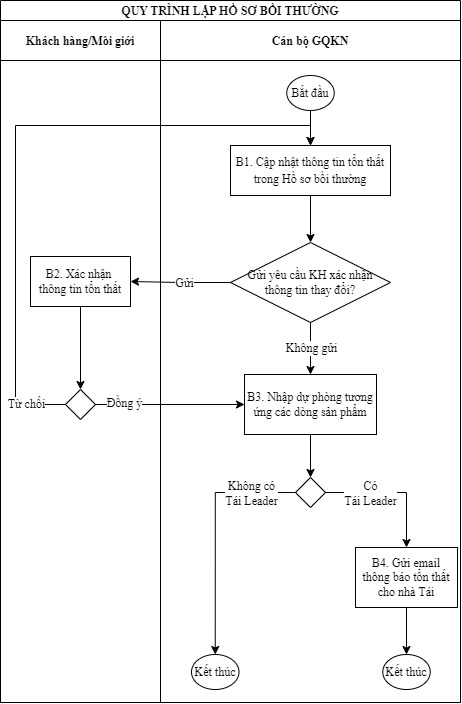 QUY TRÌNH LẬP HỒ SƠ BỒI THƯỜNG
Khách hàng/Môi giới
Cán bộ GQKN
Bắt đầu
B1. Cập nhật thông tin tổn thất
trong Hồ sơ bồi thường
Gửi yêu cầu KH xác nhận
thông tin thay đổi?
Gửi
B2. Xác nhận
thông tin tổn thất
Không gửi
Từ chối
Đồng ý
B3. Nhập dự phòng tương
ứng các dòng sản phẩm
Không có
Tái Leader
Có
Tái Leader
B4. Gửi email
thông báo tổn thất
cho nhà Tái
Kết thúc
Kết thúc